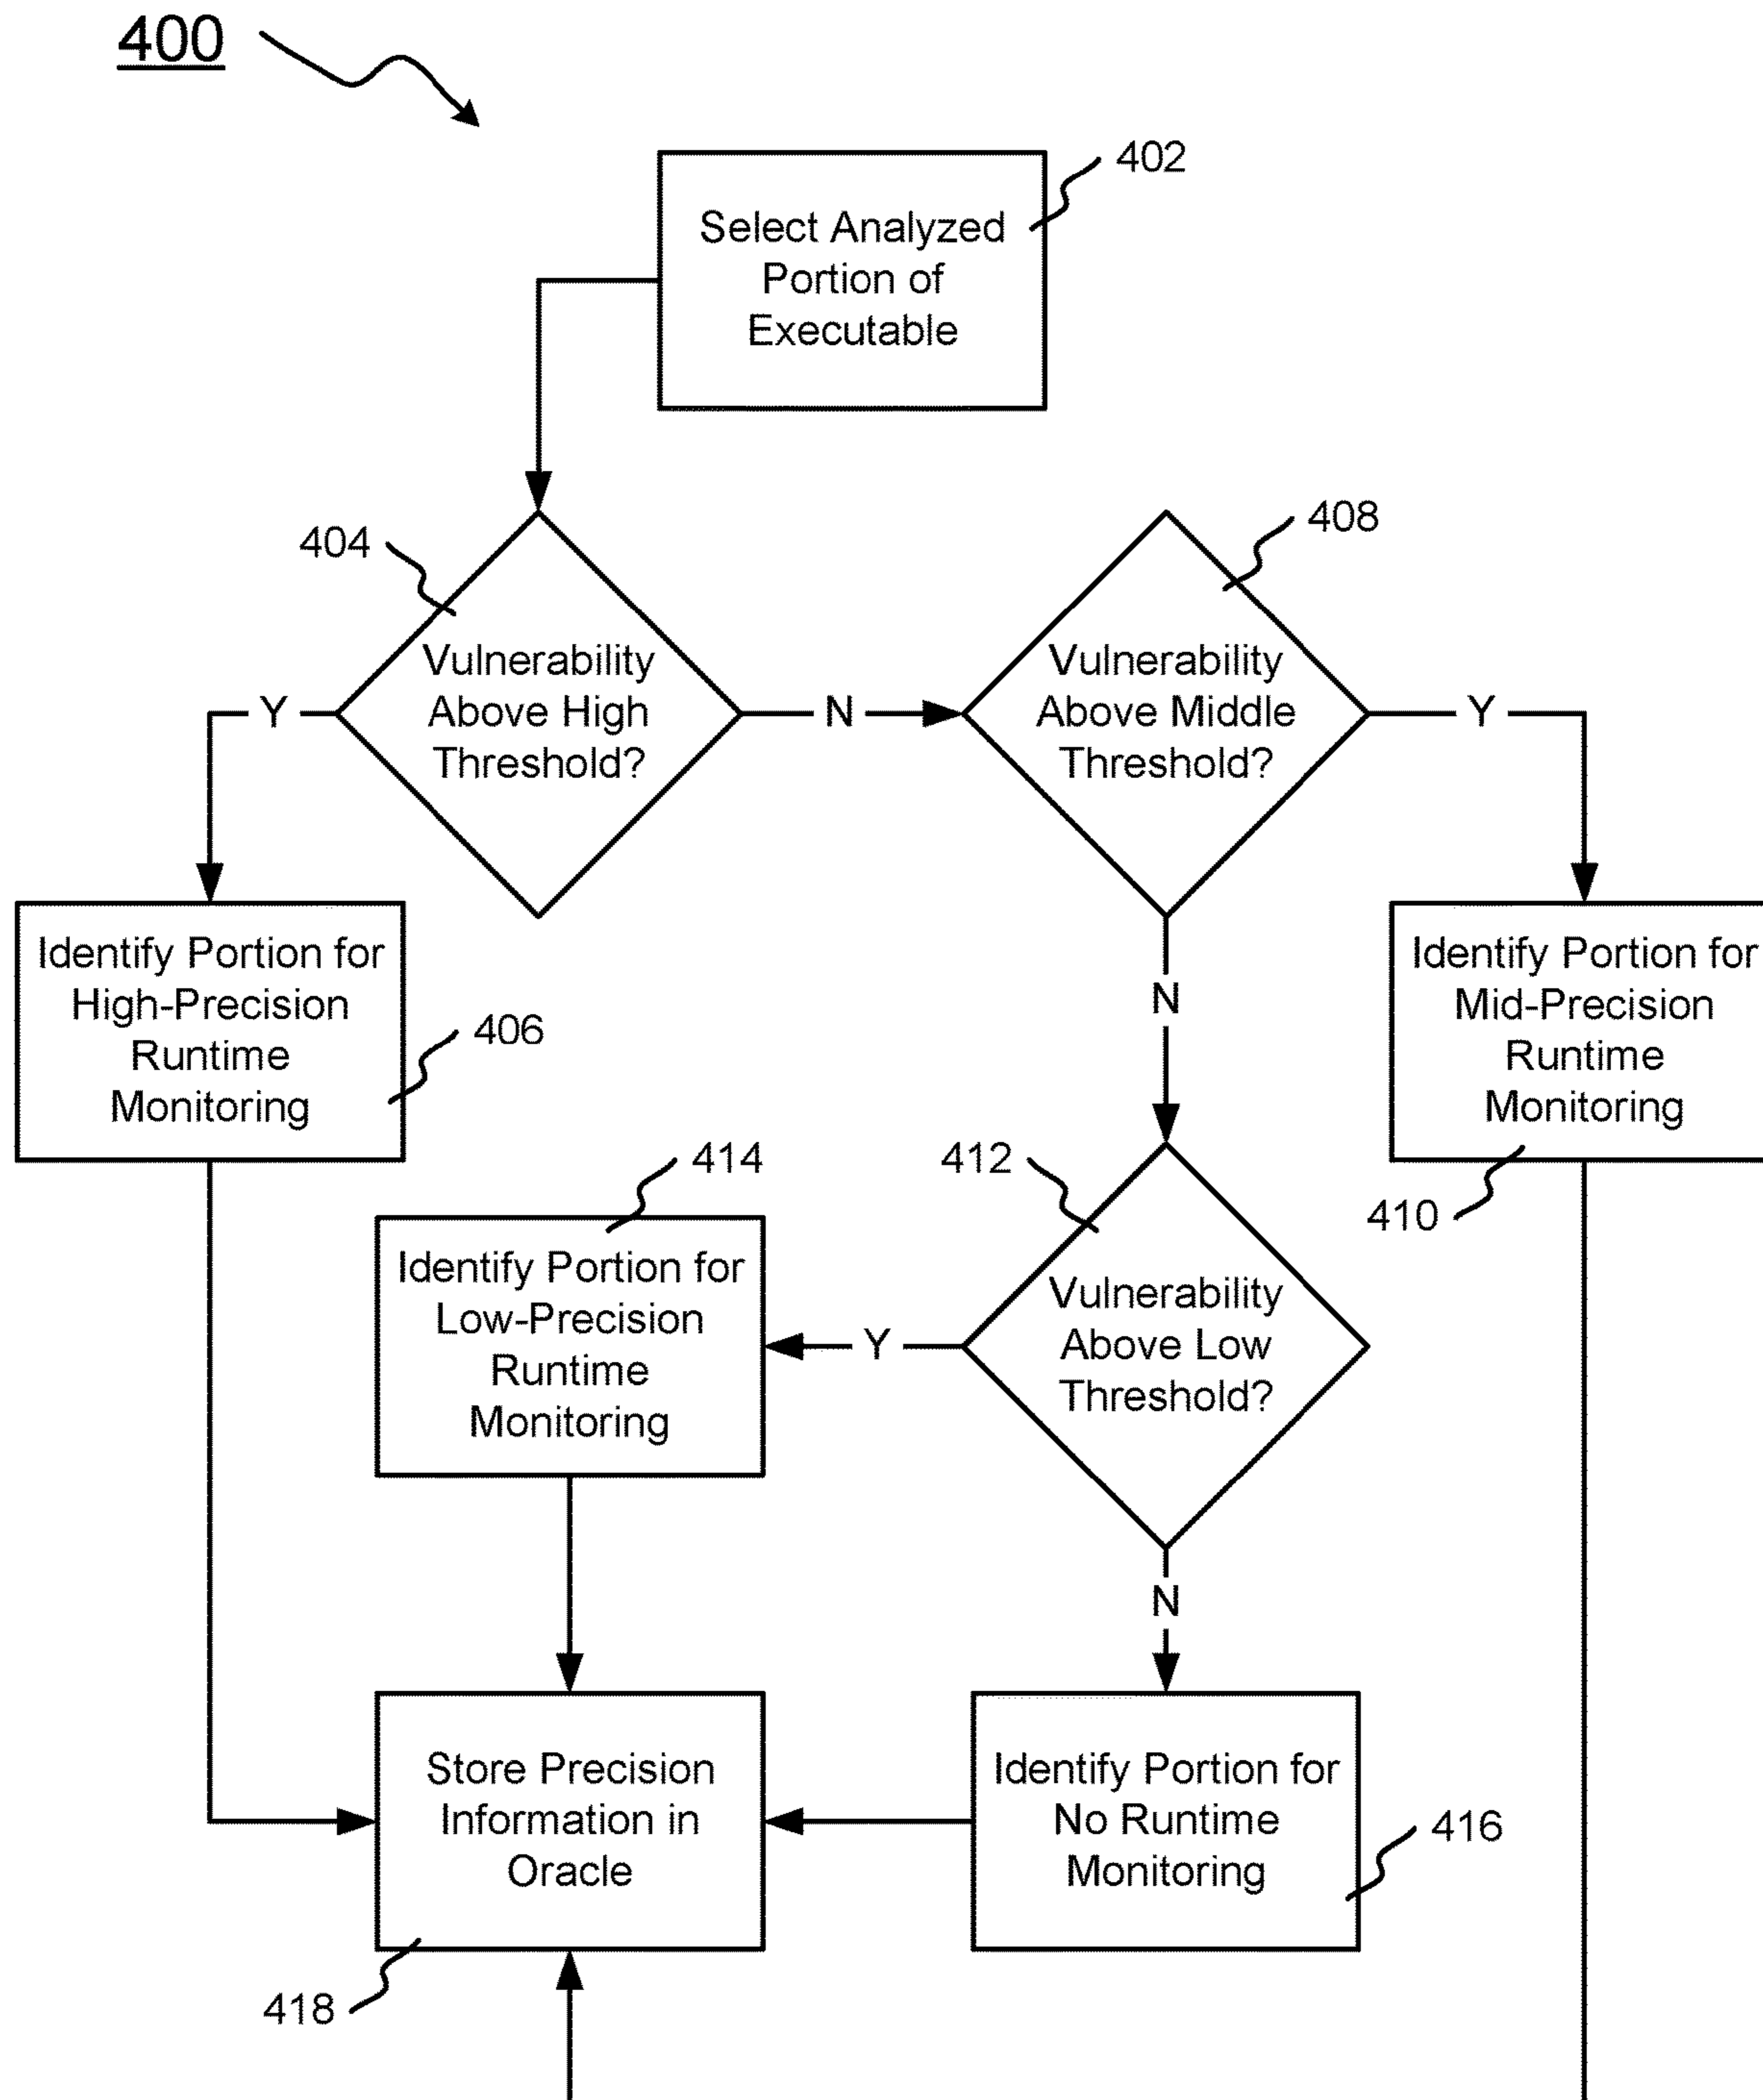 400
402
Select Analyzed
Portion of
Executable
404
Vulnerability
Above High
Threshold?
408
Vulnerability
Above Middle
Threshold?
Y
N
Y
Identify Portion for
High-Precision
Runtime
Monitoring
406
N
Identify Portion for
Mid-Precision
Runtime
Monitoring
410
414
Identify Portion for
Low-Precision
Runtime
Monitoring
412
Vulnerability
Above Low
Threshold?
Y
N
Store Precision
Information in
Oracle
418
Identify Portion for
No Runtime
Monitoring
416